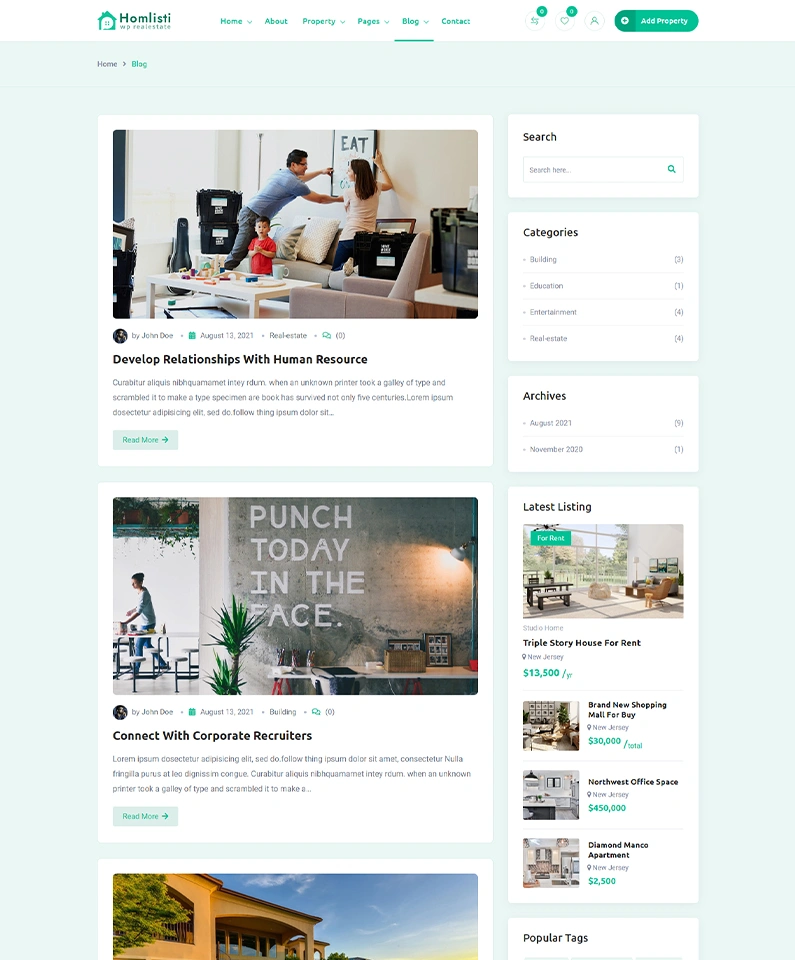 Homlisti
wp realestate
Home
About
Property
Pages
Blog
Contact
0
0
Add Property
Home > Blog
EAT
by John Doe
August 13, 2021
Real-estate
(0)
Develop Relationships With Human Resource
Curabitur aliquis nibhquamamet intey rdum. when an unknown printer took a galley of type and
scrambled it to make a type specimen are book has survived not only five centuries.Lorem ipsum
dosectetur adipisicing elit, sed do.follow thing ipsum dolor sit...
Read More
PUNCH
TODAY
IN THE
FACE.
by John Doe
August 13, 2021
Building
(0)
Connect With Corporate Recruiters
Lorem ipsum dosectetur adipisicing elit, sed do.follow thing ipsum dolor sit amet, consectetur Nulla
fringilla purus at leo dignissim congue. Curabitur aliquis nibhquamamet intey rdum. when an unknown
printer took a galley of type and scrambled it to make a...
Read More
Search
Search here...
Categories
Building (3)
Education (1)
Entertainment (4)
Real-estate (4)
Archives
August 2021 (9)
November 2020 (1)
Latest Listing
For Rent
Studio Home
Triple Story House For Rent
New Jersey
$13,500 /yr
Brand New Shopping
Mall For Buy
New Jersey
$30,000 /total
Northwest Office Space
New Jersey
$450,000
Diamond Manco
Apartment
New Jersey
$2,500
Popular Tags